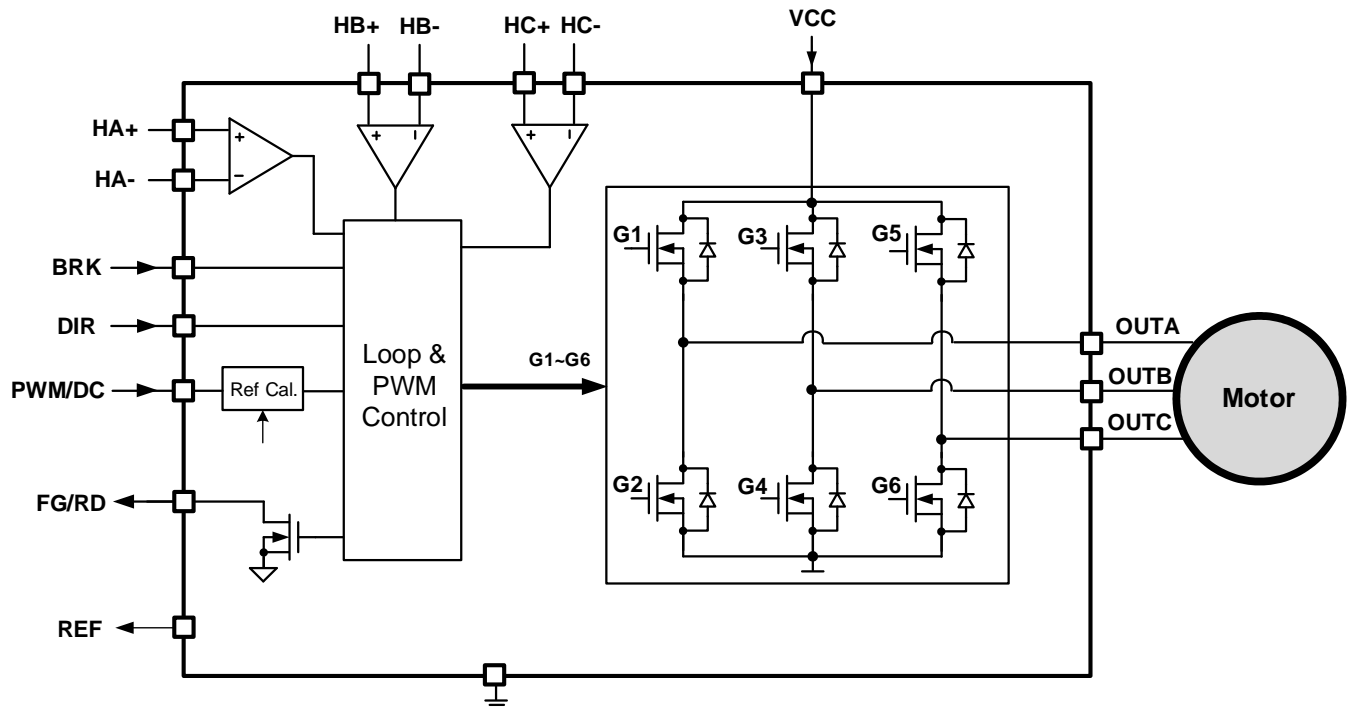 HB+ HB- HC+ HC- VCC
HA+
+
−
HA-
+ −
+ −
BRK
DIR
PWM/DC
Ref Cal.
FG/RD
REF
Loop &
PWM
Control
G1~G6
G1 G3 G5
G2 G4 G6
OUTA
OUTB
OUTC
Motor